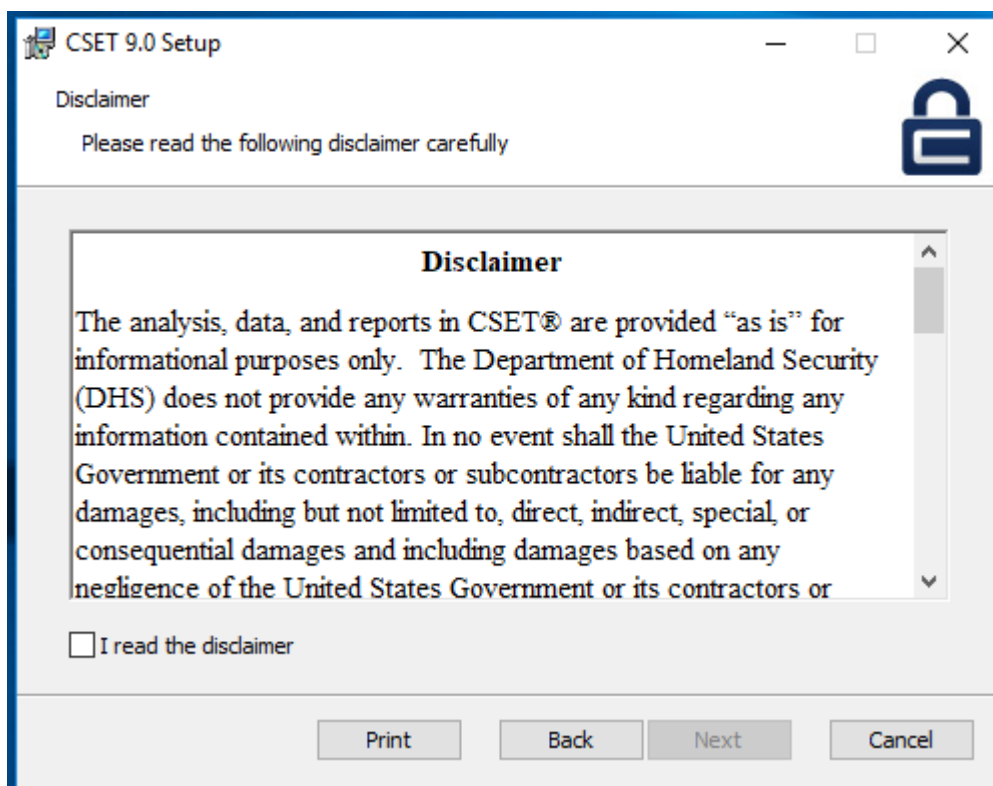 CSET 9.0 Setup
Disclaimer
Please read the following disclaimer carefully
Disclaimer
The analysis, data, and reports in CSET® are provided “as is” for
informational purposes only.  The Department of Homeland Security
(DHS) does not provide any warranties of any kind regarding any
information contained within. In no event shall the United States
Government or its contractors or subcontractors be liable for any
damages, including but not limited to, direct, indirect, special, or
consequential damages and including damages based on any
negligence of the United States Government or its contractors or
I read the disclaimer
Print Back Next Cancel